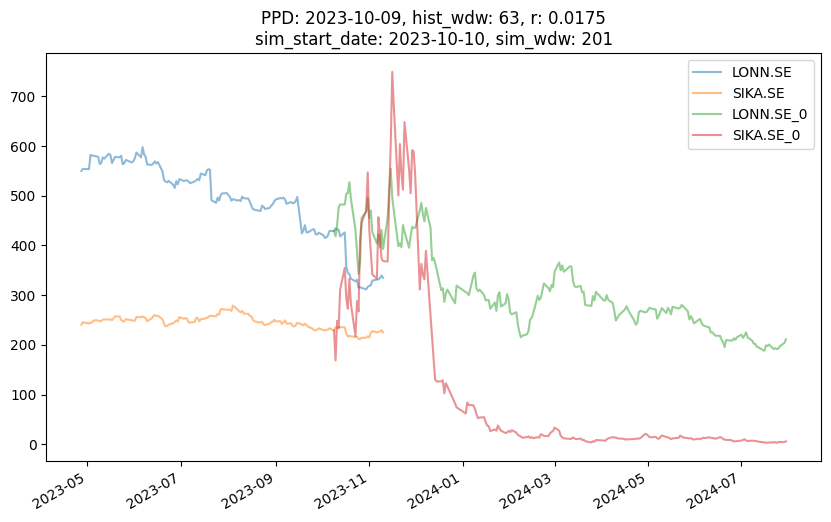 PPD: 2023-10-09, hist_wdw: 63, r: 0.0175
sim_start_date: 2023-10-10, sim_wdw: 201
LONN.SE
SIKA.SE
LONN.SE_0
SIKA.SE_0
700
600
500
400
300
200
100
0
2023-05
2023-07
2023-09
2023-11
2024-01
2024-03
2024-05
2024-07